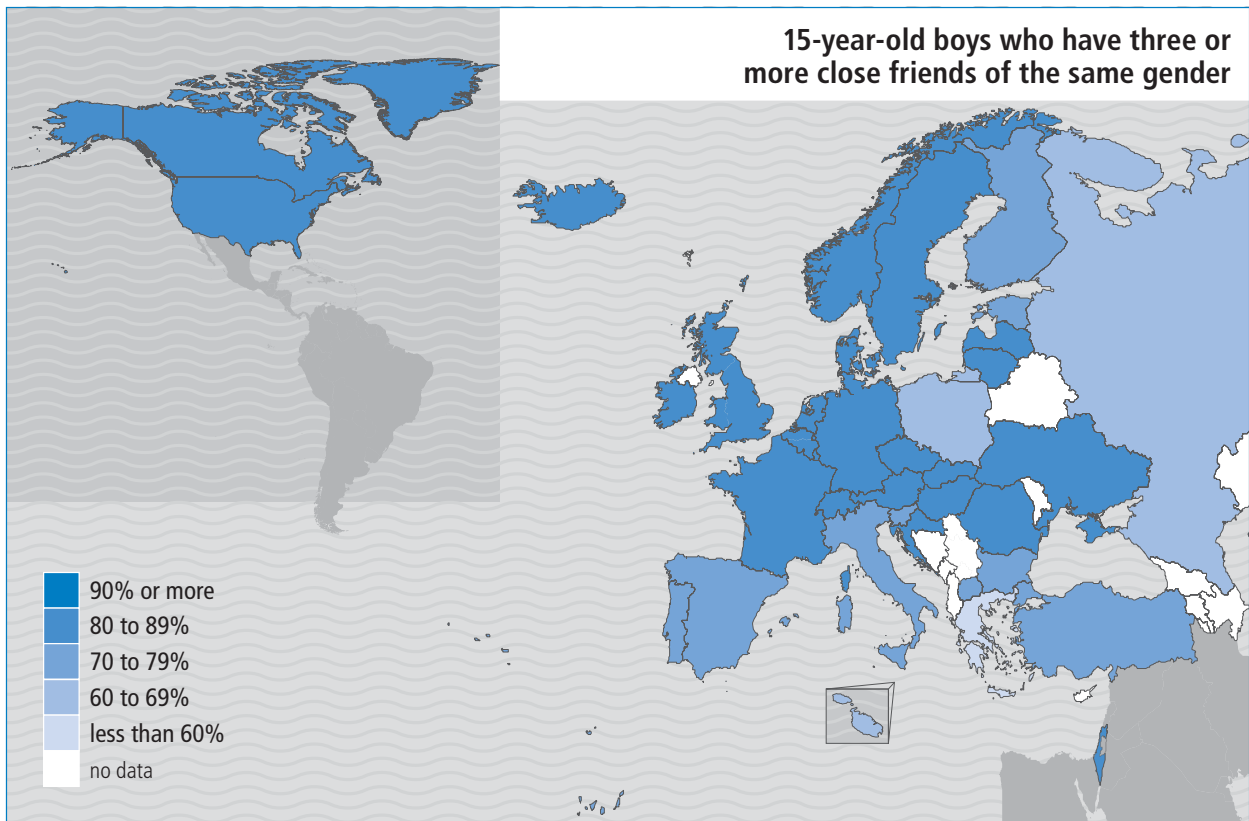 15-year-old boys who have three or
more close friends of the same gender
90% or more
80 to 89%
70 to 79%
60 to 69%
less than 60%
no data